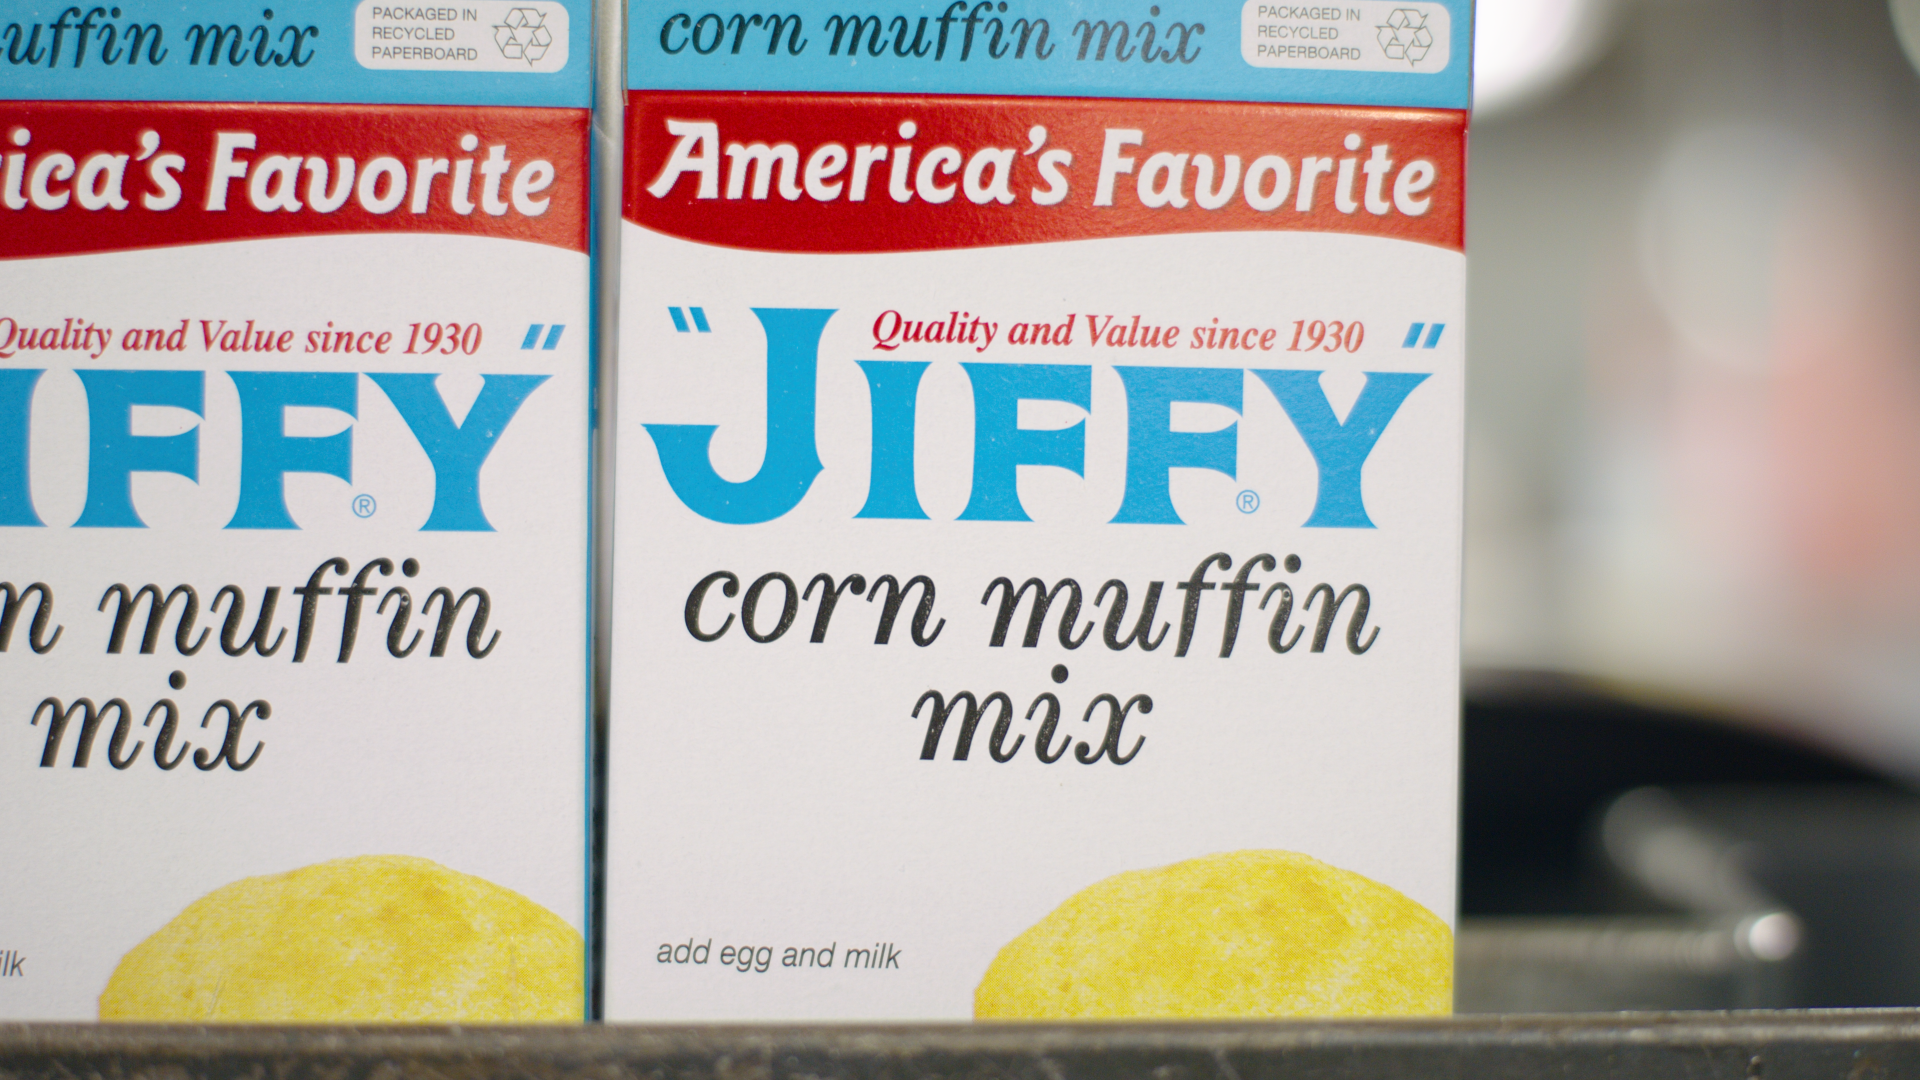 uffin mix
PACKAGED IN
RECYCLED
PAPERBOARD
ica's Favorite
Quality and Value since 1930 "
IFFY®
n muffin
mix
ilk
corn muffin mix
PACKAGED IN
RECYCLED
PAPERBOARD
America's Favorite
Quality and Value since 1930
"JIFFY®"
corn muffin
mix
add egg and milk